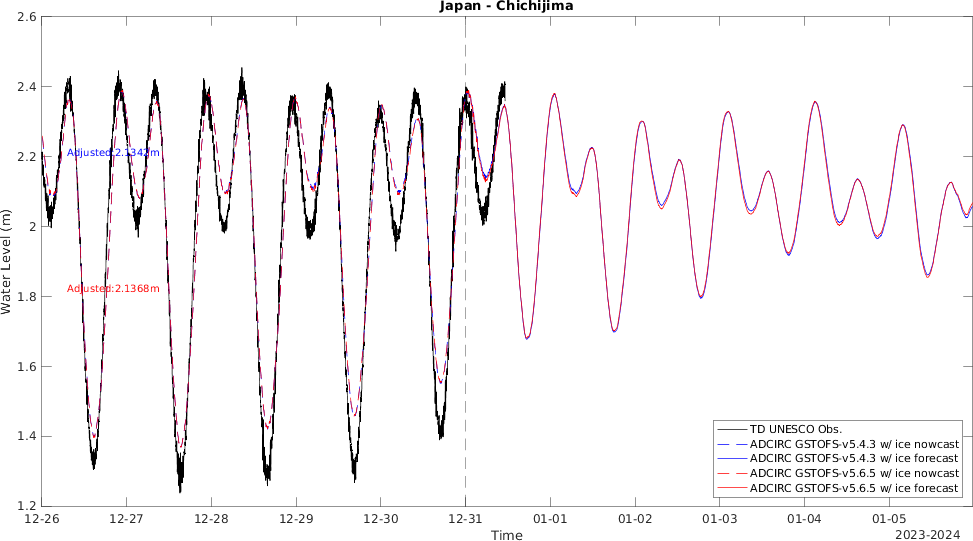 Japan - Chichijima
Water Level (m)
2.6
2.4
2.2
2
1.8
1.6
1.4
1.2
Adjusted:2.1342m
Adjusted:2.1368m
TD UNESCO Obs.
ADCIRC GSTOFS-v5.4.3 w/ ice nowcast
ADCIRC GSTOFS-v5.4.3 w/ ice forecast
ADCIRC GSTOFS-v5.6.5 w/ ice nowcast
ADCIRC GSTOFS-v5.6.5 w/ ice forecast
12-26 12-27 12-28 12-29 12-30 12-31 01-01 01-02 01-03 01-04 01-05
Time
2023-2024